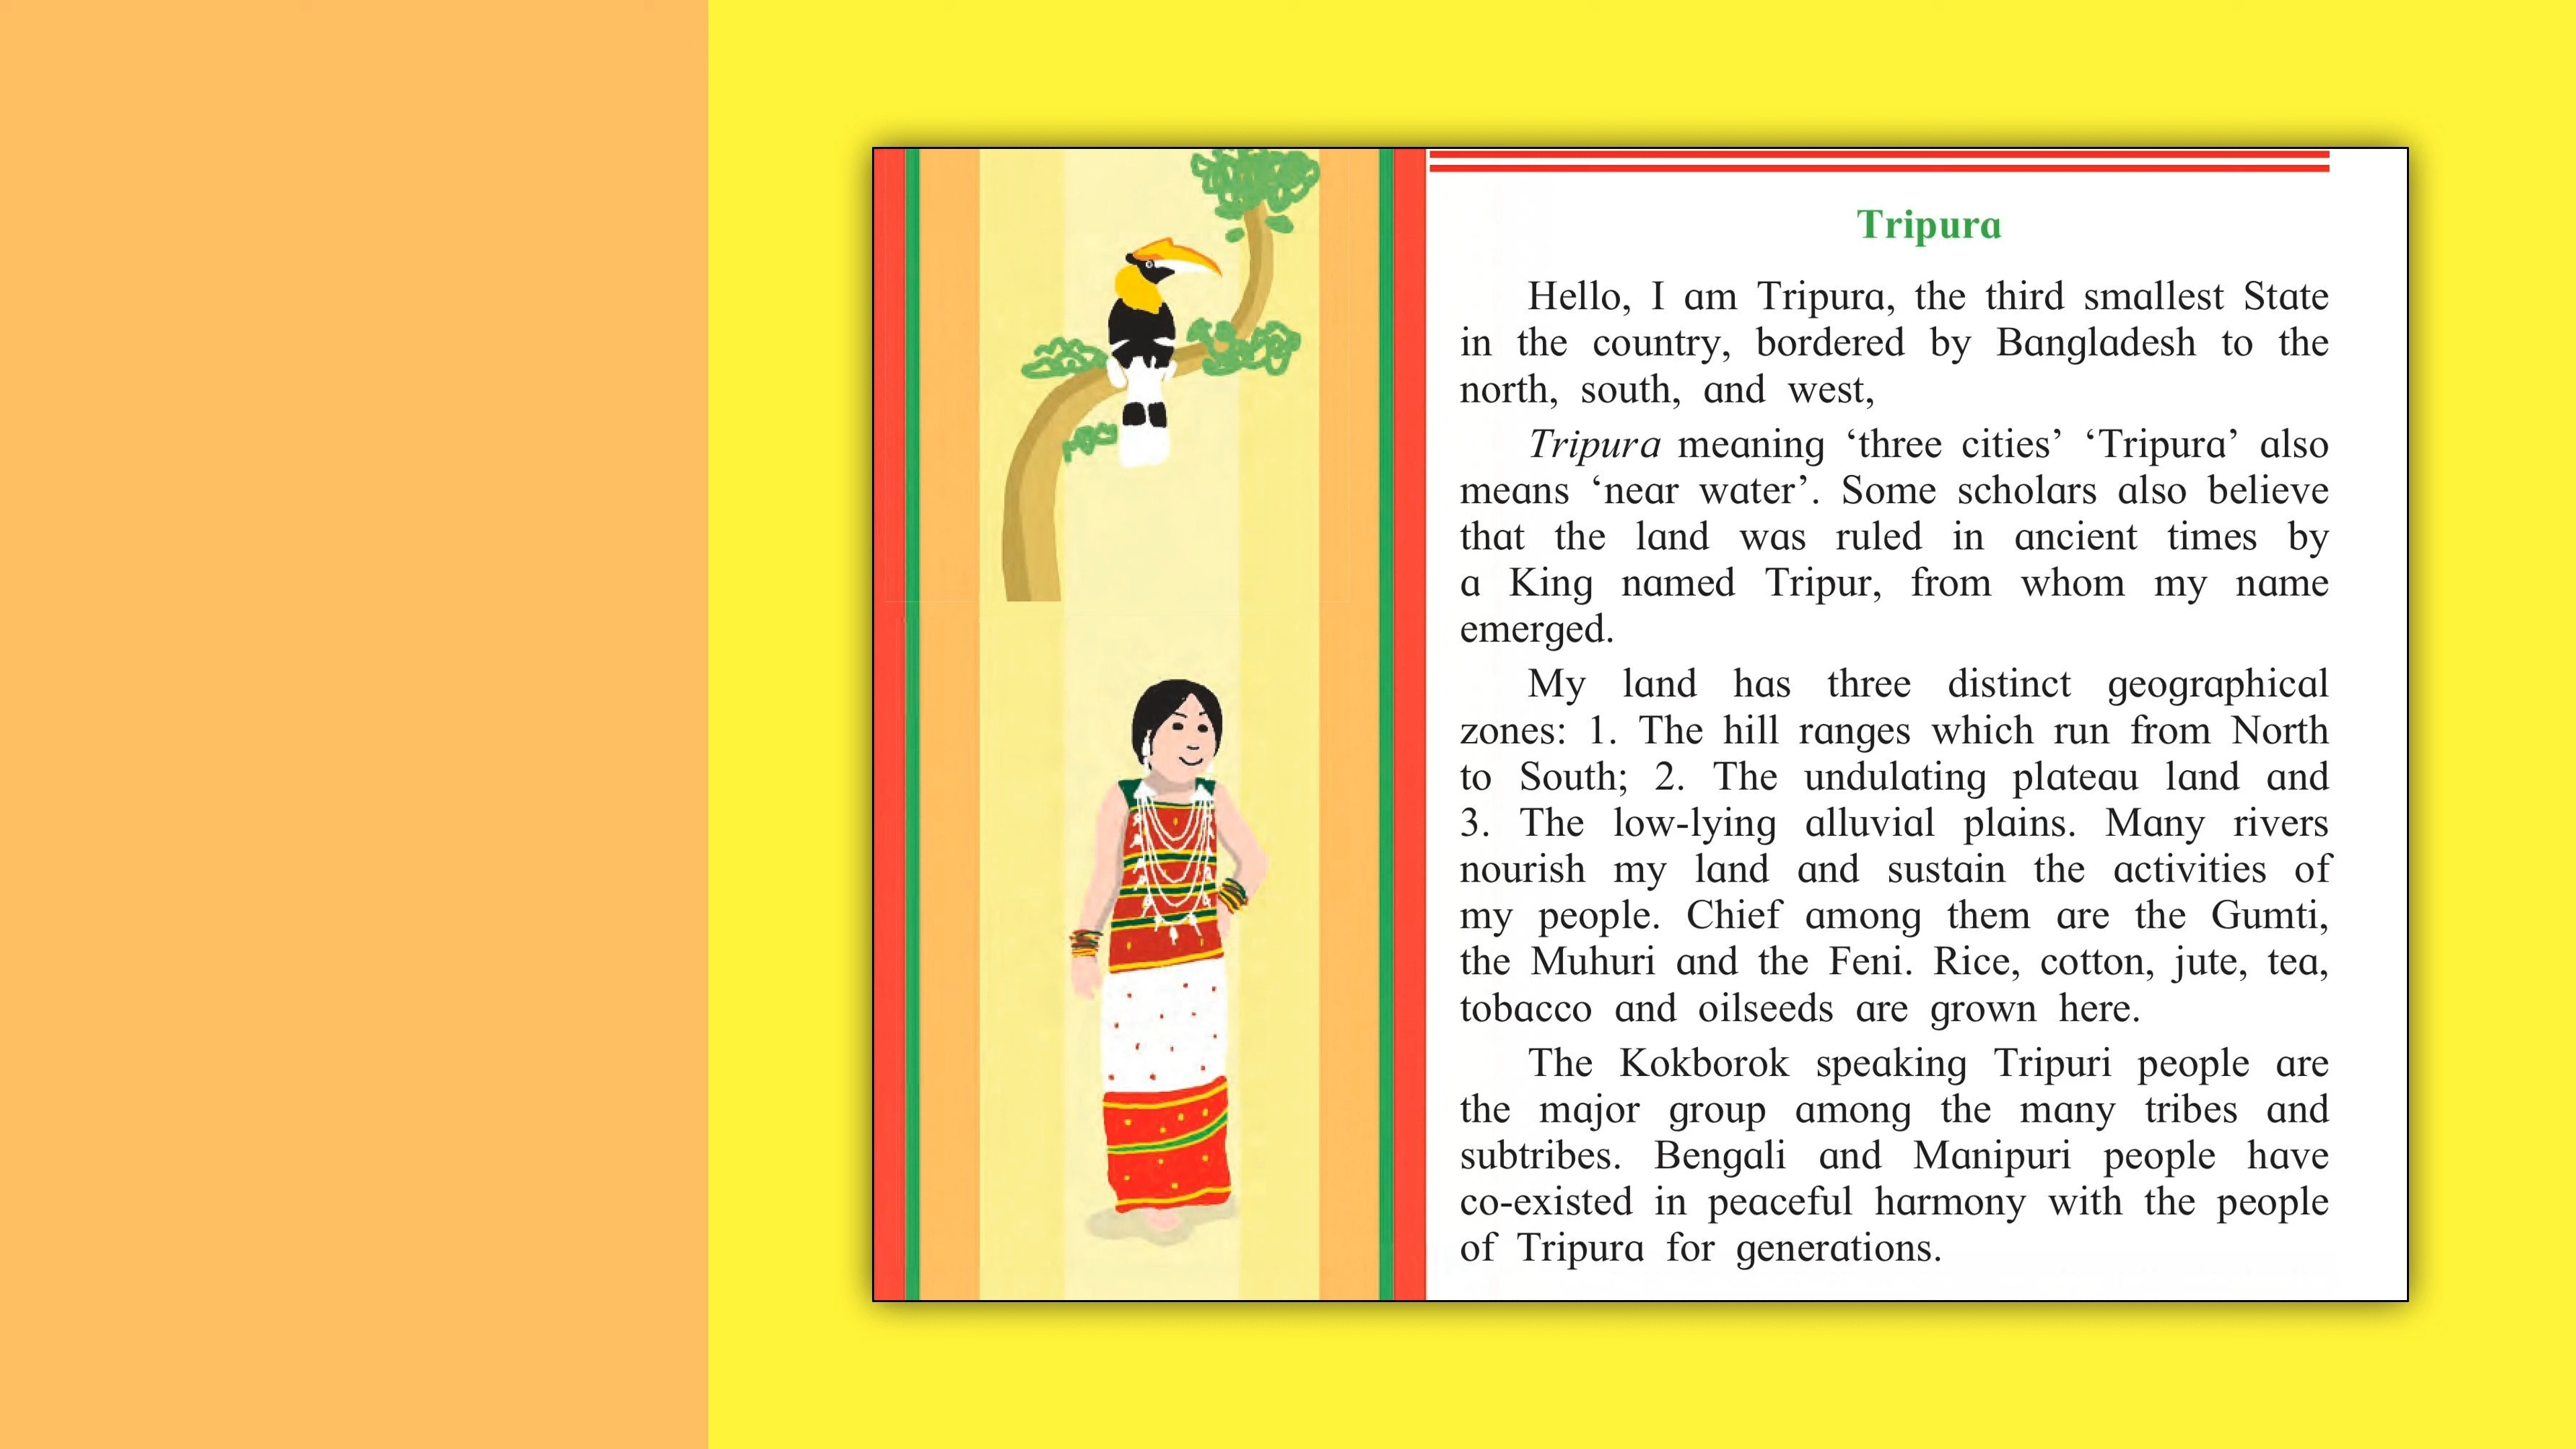 Tripura
Hello, I am Tripura, the third smallest State
in the country, bordered by Bangladesh to the
north, south, and west,
Tripura meaning ‘three cities’ ‘Tripura’ also
means ‘near water’. Some scholars also believe
that the land was ruled in ancient times by
a King named Tripur, from whom my name
emerged.
My land has three distinct geographical
zones: 1. The hill ranges which run from North
to South; 2. The undulating plateau land and
3. The low-lying alluvial plains. Many rivers
nourish my land and sustain the activities of
my people. Chief among them are the Gumti,
the Muhuri and the Feni. Rice, cotton, jute, tea,
tobacco and oilseeds are grown here.
The Kokborok speaking Tripuri people are
the major group among the many tribes and
subtribes. Bengali and Manipuri people have
co-existed in peaceful harmony with the people
of Tripura for generations.